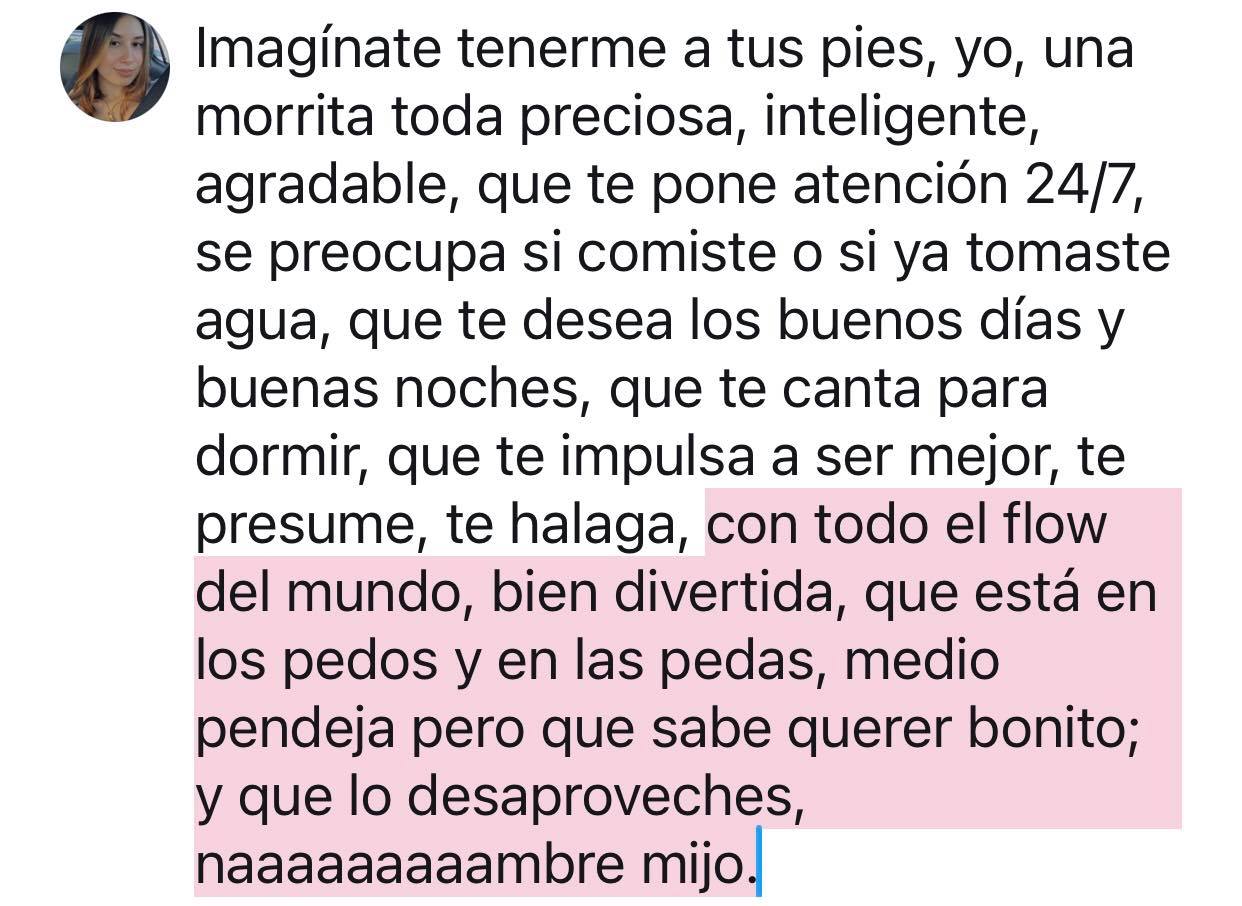 Imagínate tenerme a tus pies, yo, una
morrita toda preciosa, inteligente,
agradable, que te pone atención 24/7,
se preocupa si comiste o si ya tomaste
agua, que te desea los buenos días y
buenas noches, que te canta para
dormir, que te impulsa a ser mejor, te
presume, te halaga, con todo el flow
del mundo, bien divertida, que está en
los pedos y en las pedas, medio
pendeja pero que sabe querer bonito;
y que lo desaproveches,
naaaaaaaaaambre mijo.